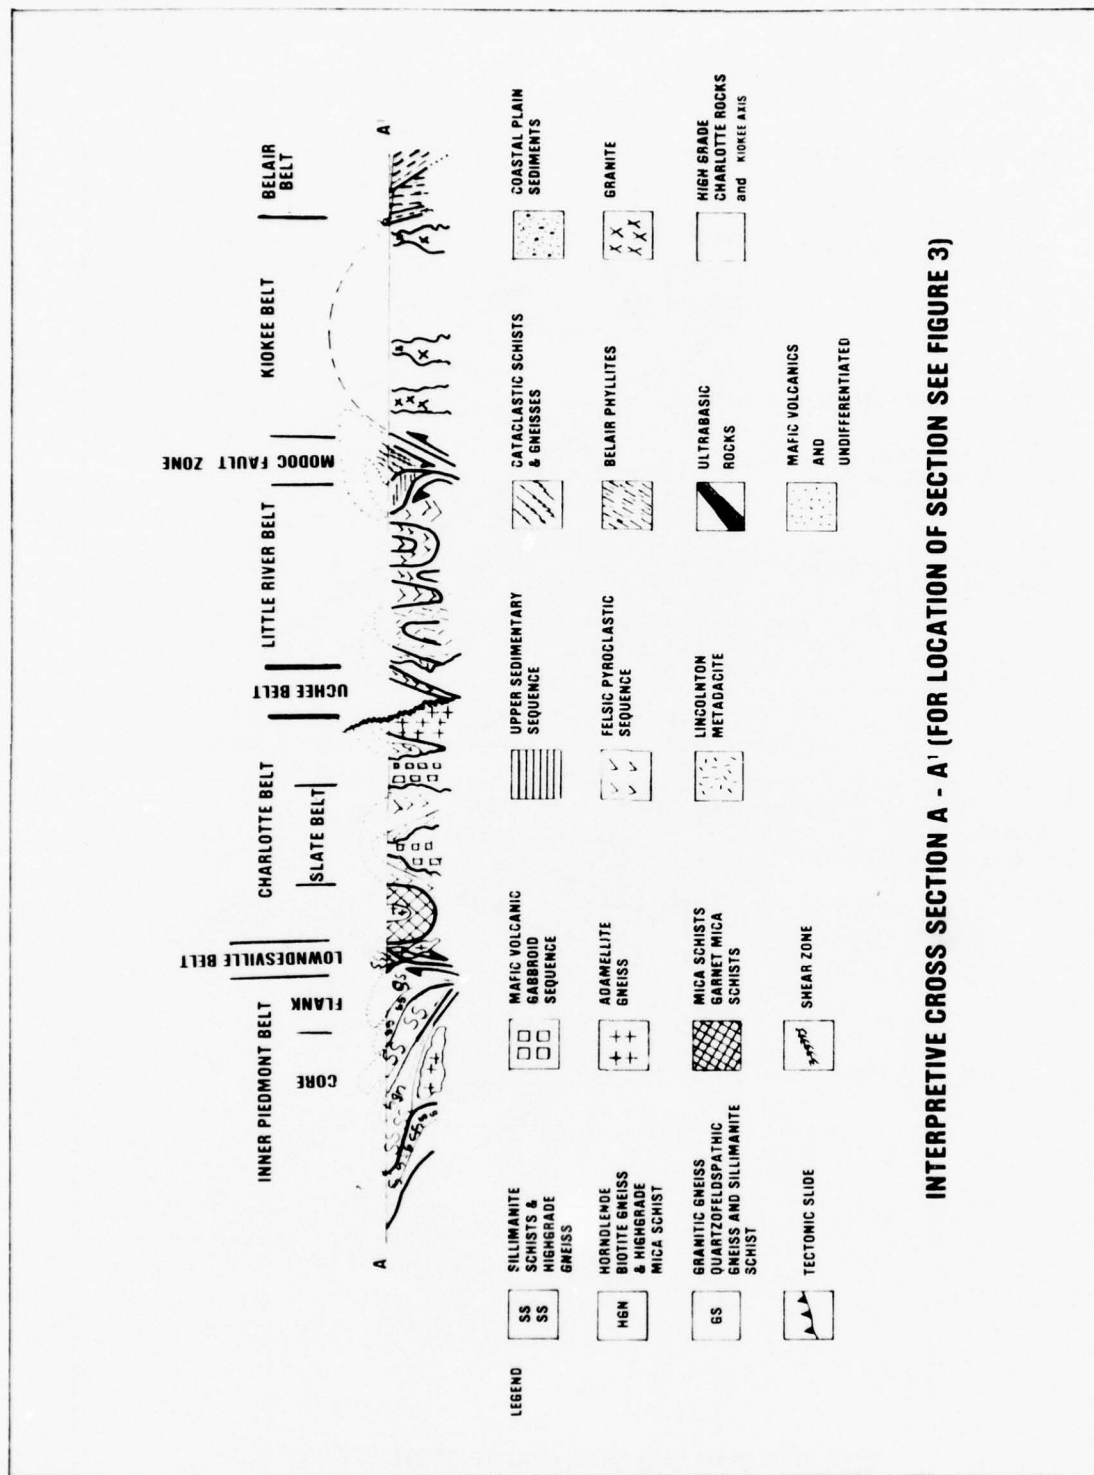 INNER PIEDMONT BELT
CORE
FLANK
LOWNDESVILLE BELT
CHARLOTTE BELT
SLATE BELT
UCHEE BELT
LITTLE RIVER BELT
MODOC FAULT ZONE
KIOKEE BELT
BELAIR
BELT
A
A'
LEGEND
SS
SS
SILLIMANITE
SCHISTS &
HIGHGRADE
GNEISS
HGN
HORNDLENDE
BIOTITE GNEISS
& HIGHGRADE
MICA SCHIST
GS
GRANITIC GNEISS
QUARTZOFELDSPATHIC
GNEISS AND SILLIMANITE
SCHIST
TECTONIC SLIDE
MAFIC VOLCANIC
GABBROID
SEQUENCE
ADAMELLITE
GNEISS
MICA SCHISTS
GARNET MICA
SCHISTS
SHEAR ZONE
UPPER SEDIMENTARY
SEQUENCE
FELSIC PYROCLASTIC
SEQUENCE
LINCOLNTON
METADACITE
CATACLASTIC SCHISTS
& GNEISSES
BELAIR PHYLLITES
ULTRABASIC
ROCKS
MAFIC VOLCANICS
AND
UNDIFFERENTIATED
COASTAL PLAIN
SEDIMENTS
GRANITE
HIGH GRADE
CHARLOTTE ROCKS
and KIOKEE AXIS
INTERPRETIVE CROSS SECTION A - A' (FOR LOCATION OF SECTION SEE FIGURE 3)